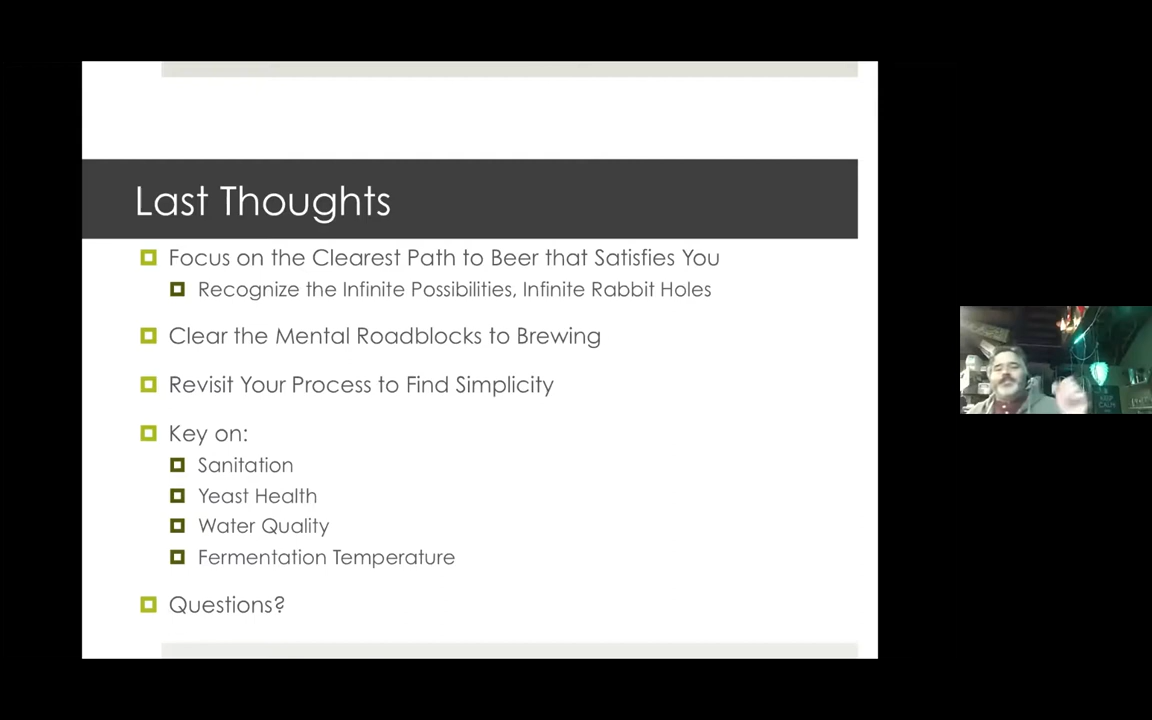 Last Thoughts
Focus on the Clearest Path to Beer that Satisfies You
Recognize the Infinite Possibilities, Infinite Rabbit Holes
Clear the Mental Roadblocks to Brewing
Revisit Your Process to Find Simplicity
Key on:
Sanitation
Yeast Health
Water Quality
Fermentation Temperature
Questions?
KEEP
CALM